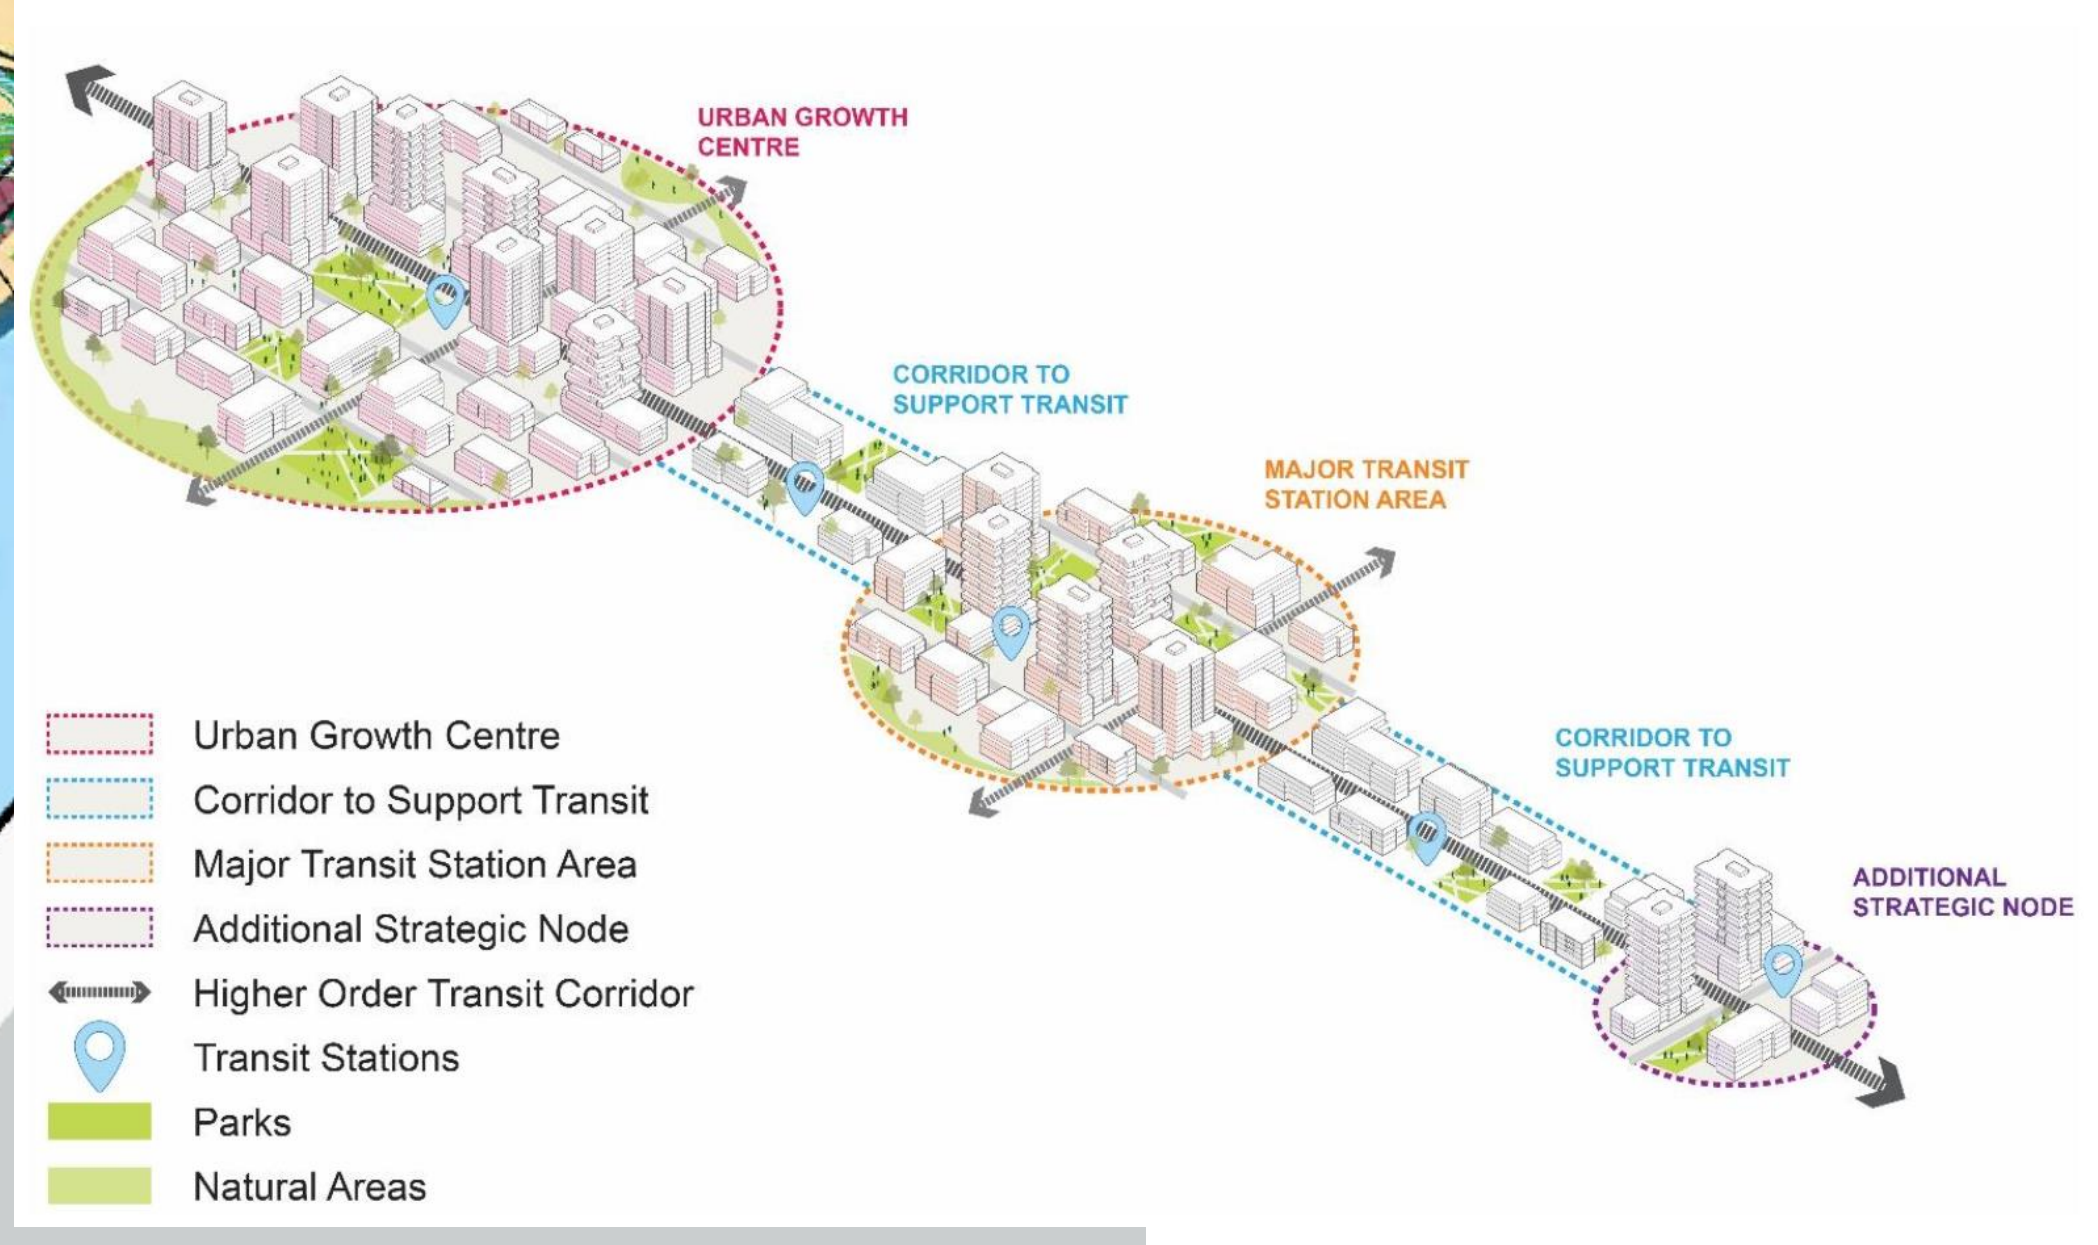 URBAN GROWTH
CENTRE
CORRIDOR TO
SUPPORT TRANSIT
MAJOR TRANSIT
STATION AREA
CORRIDOR TO
SUPPORT TRANSIT
ADDITIONAL
STRATEGIC NODE
Urban Growth Centre
Corridor to Support Transit
Major Transit Station Area
Additional Strategic Node
Higher Order Transit Corridor
Transit Stations
Parks
Natural Areas